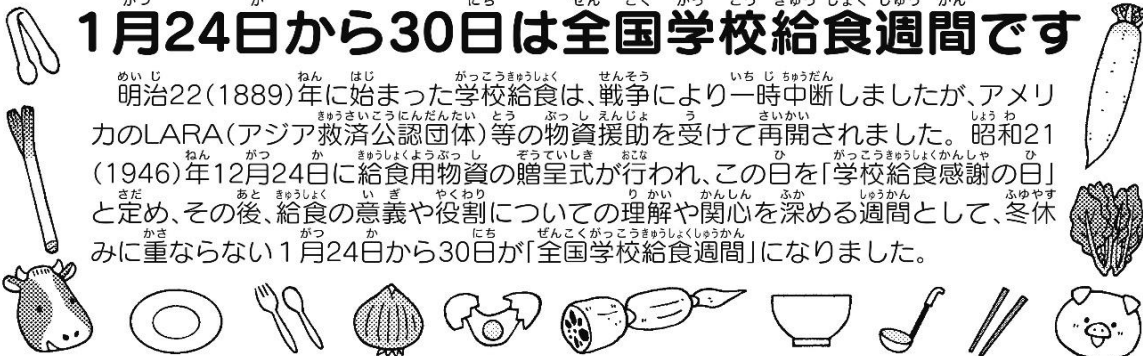 1月24日から30日は全国学校給食週間です
明治22(1889)年に始まった学校給食は、戦争により一時中断しましたが、アメリ
カのLARA(アジア救済公認団体)等の物資援助を受けて再開されました。昭和21
(1946)年12月24日に給食用物資の贈呈式が行われ、この日を「学校給食感謝の日」
と定め、その後、給食の意義や役割についての理解や関心を深める週間として、冬休
みに重ならない1月24日から30日が「全国学校給食週間」になりました。